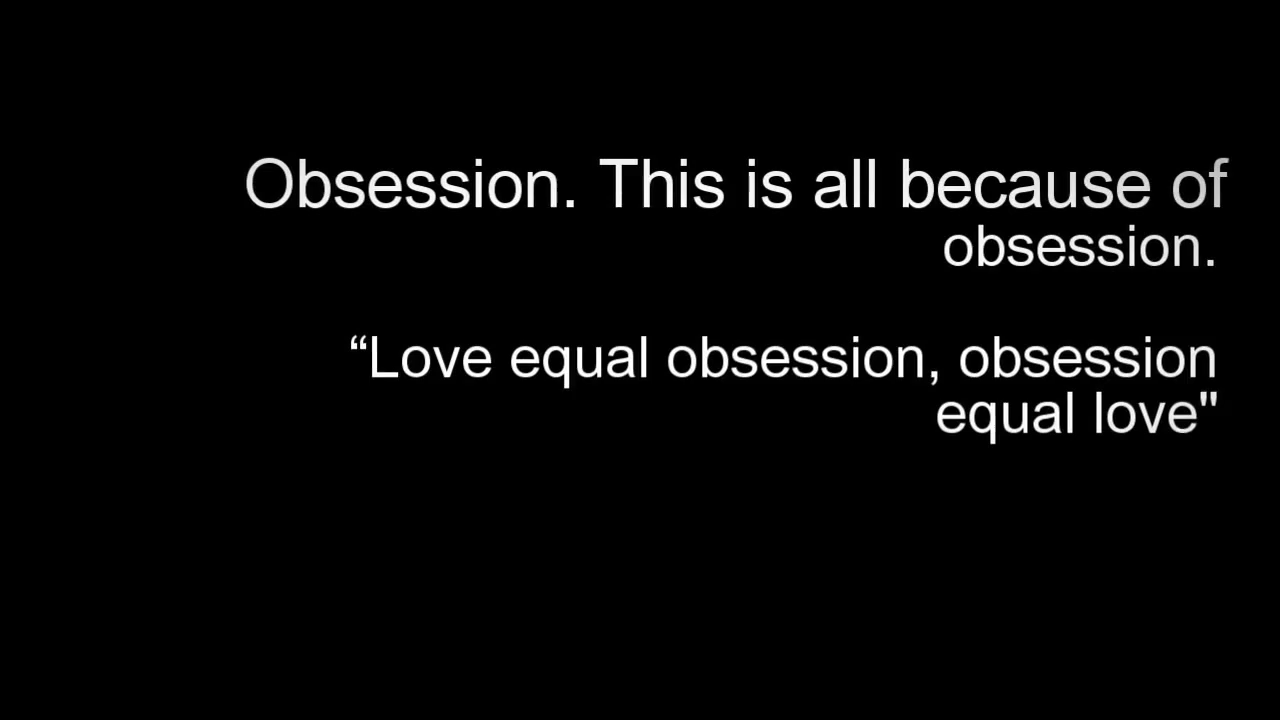 Obsession. This is all because of
obsession.
“Love equal obsession, obsession
equal love"